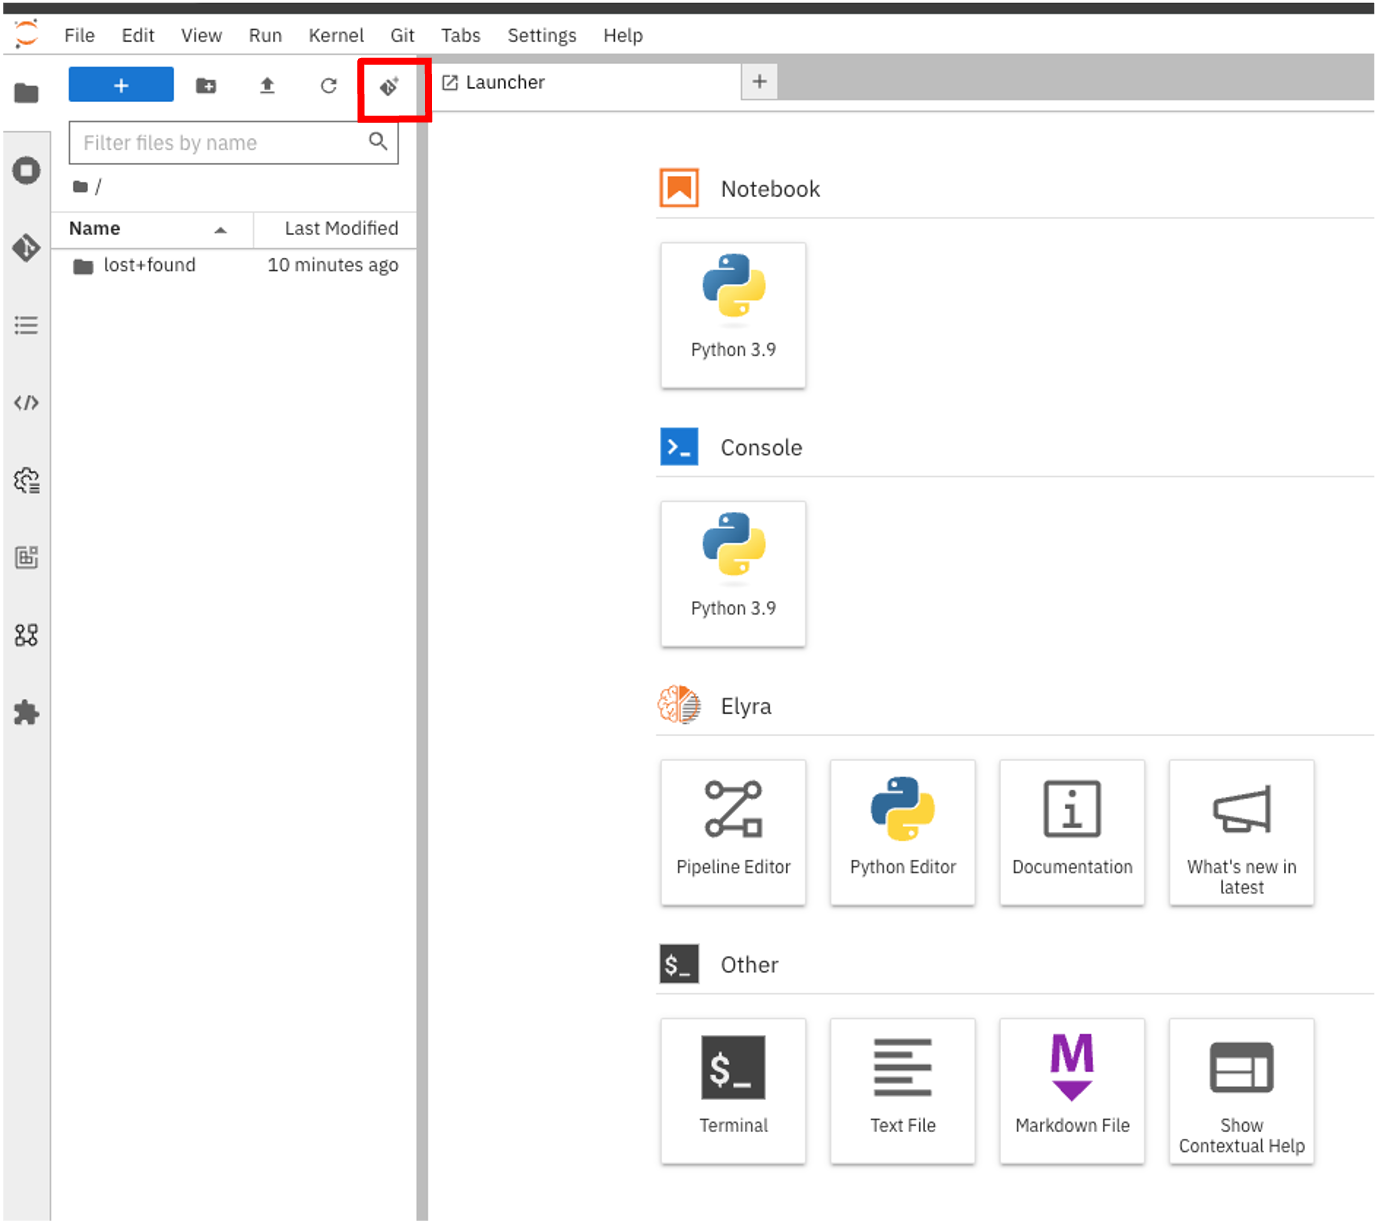 File Edit View Run Kernel Git Tabs Settings Help
Launcher
Filter files by name
/
Name Last Modified
lost+found 10 minutes ago
Notebook
Python 3.9
Console
Python 3.9
Elyra
Pipeline Editor
Python Editor
Documentation
What's new in
latest
$_ Other
$_
Terminal
Text File
M
Markdown File
Show
Contextual Help